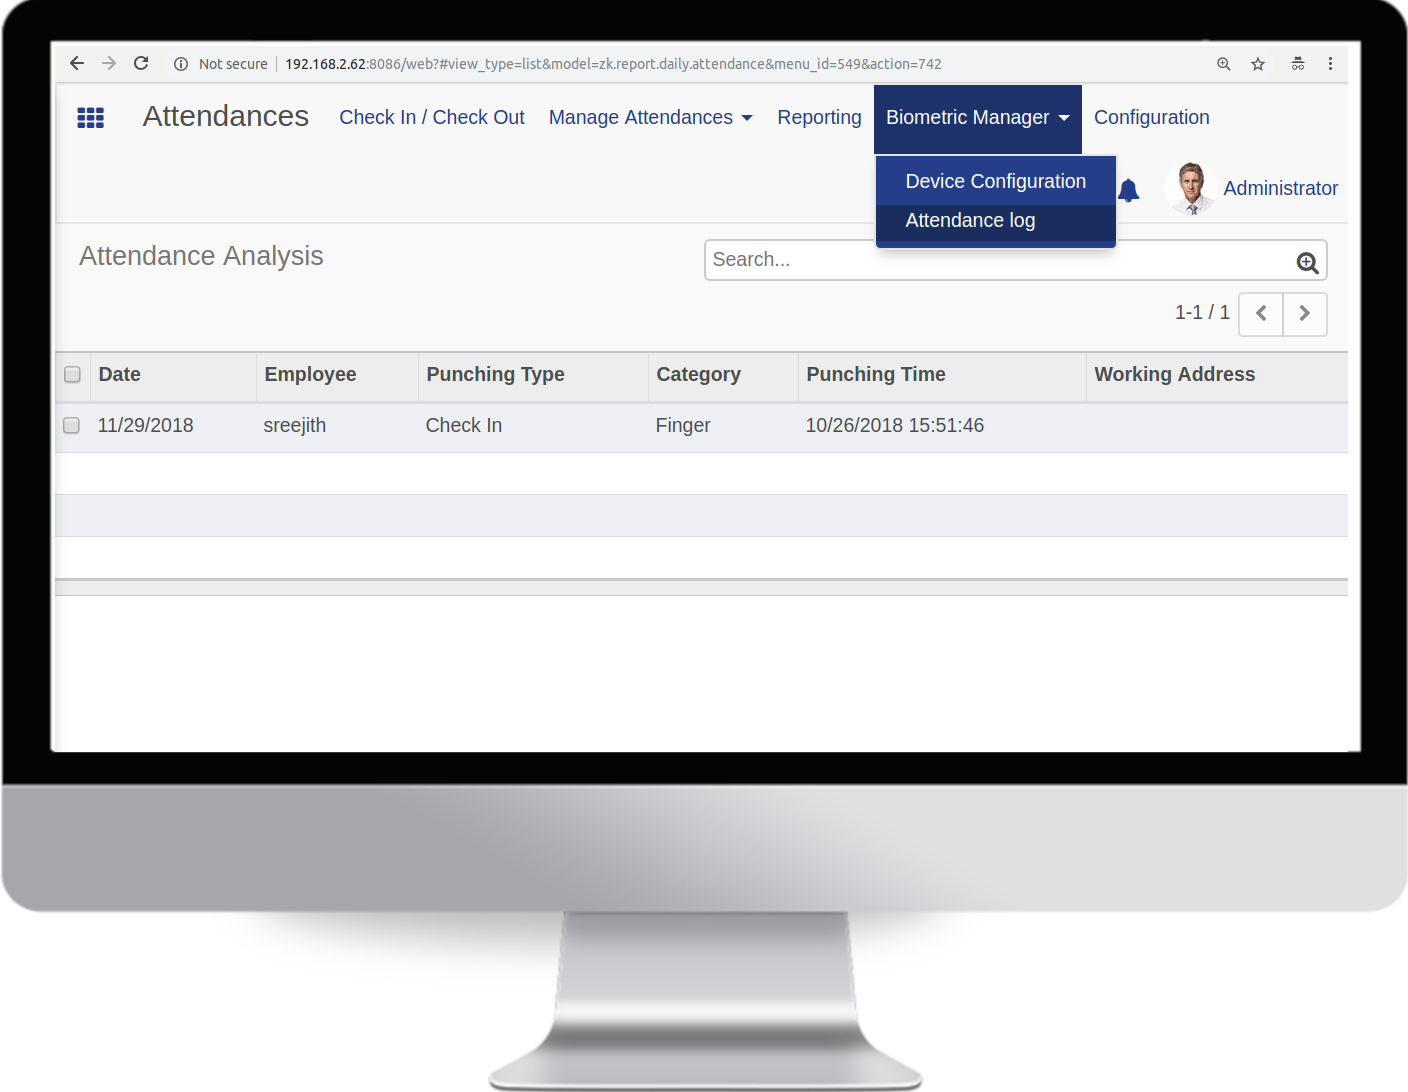 Not secure 192.168.2.62:8086/web?#view_type=list&model=zk.report.daily.attendance&menu_id=549&action=742
Attendances Check In / Check Out Manage Attendances Reporting Biometric Manager Configuration
Device Configuration
Administrator
Attendance log
Attendance Analysis
Search...
1-1 / 1
Date Employee Punching Type Category Punching Time Working Address
11/29/2018 sreejith Check In Finger 10/26/2018 15:51:46